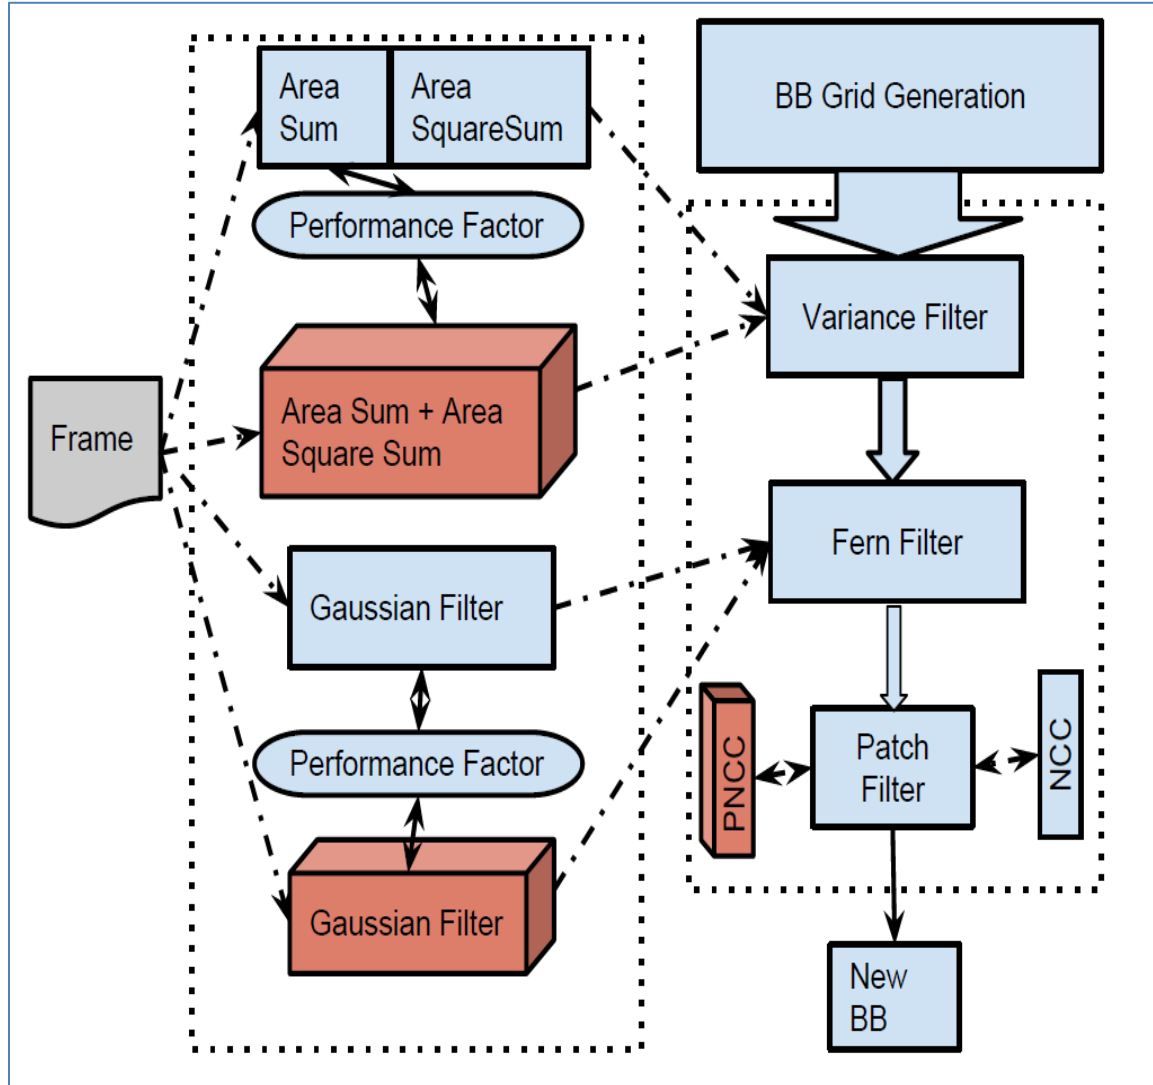 Area
Sum
Area
SquareSum
Performance Factor
Area Sum + Area
Square Sum
Frame
Gaussian Filter
Performance Factor
Gaussian Filter
BB Grid Generation
Variance Filter
Fern Filter
PNCC
Patch
Filter
NCC
New
BB